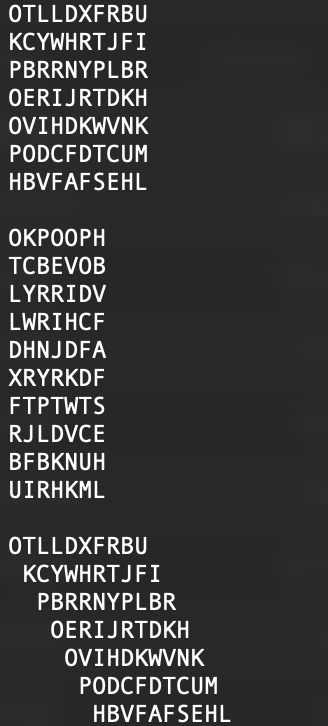 OTLLDXFRBU
KCYWHRTJFI
PBRRNYPLBR
OERIJRTDKH
OVIHDKWVNK
PODCFDTCUM
HBVFAFSEHL

OKPOOPH
TCBEVOB
LYRRIDV
LWRIHCF
DHNJDFA
XRYRKDF
FTPTWTS
RJLDVCE
BFBKNUH
UIRHKML

OTLLDXFRBU
 KCYWHRTJFI
  PBRRNYPLBR
   OERIJRTDKH
    OVIHDKWVNK
     PODCFDTCUM
      HBVFAFSEHL